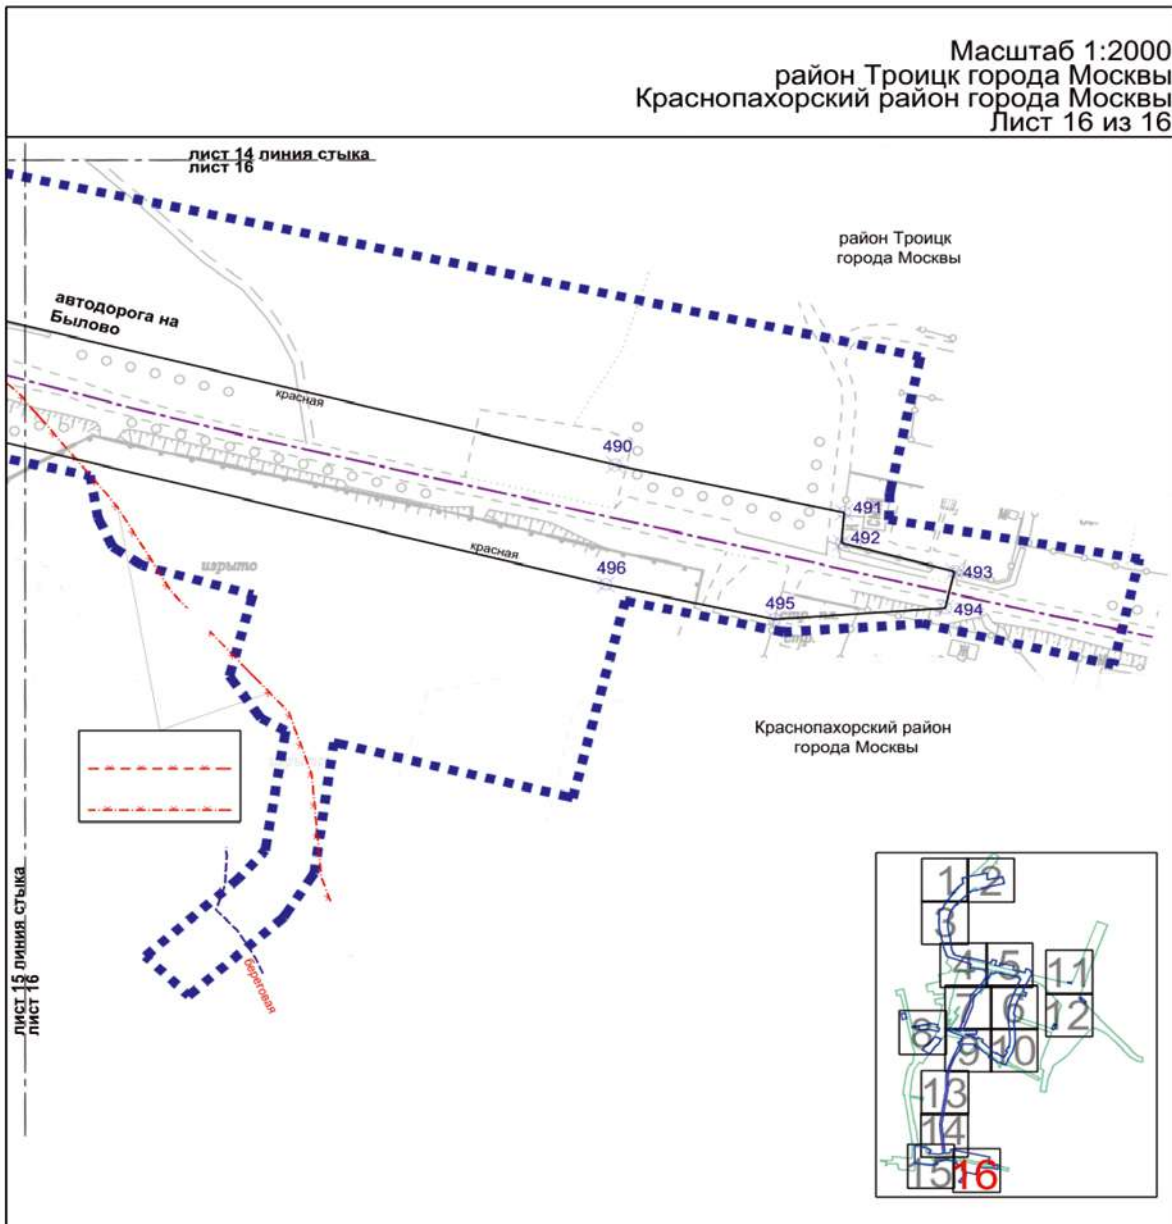 Масштаб 1:2000
район Троицк города Москвы
Краснопахорский район города Москвы
Лист 16 из 16
лист 14 линия стыка
лист 16
район Троицк
города Москвы
автодорога на
Былово
красная
490
491
492
красная
изрыто
496
493
495
494
стр.
Краснопахорский район
города Москвы
лист 15 линия стыка
лист 16
береговая
1
2
3
4
5
11
7
6
12
8
9
10
13
14
15
16